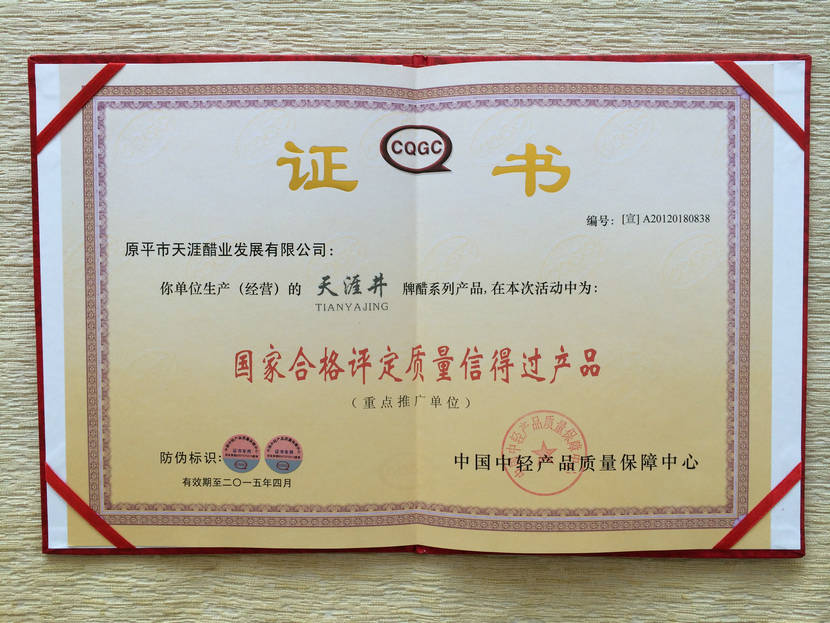 证 CQGC 书
编号：[宣] A20120180838
原平市天涯醋业发展有限公司：
你单位生产（经营）的 天涯井 牌醋系列产品，在本次活动中为：
TIANYAJING
国家合格评定质量信得过产品
（重点推广单位）
防伪标识：
中国中轻产品质量保障中心
有效期至二〇一五年四月